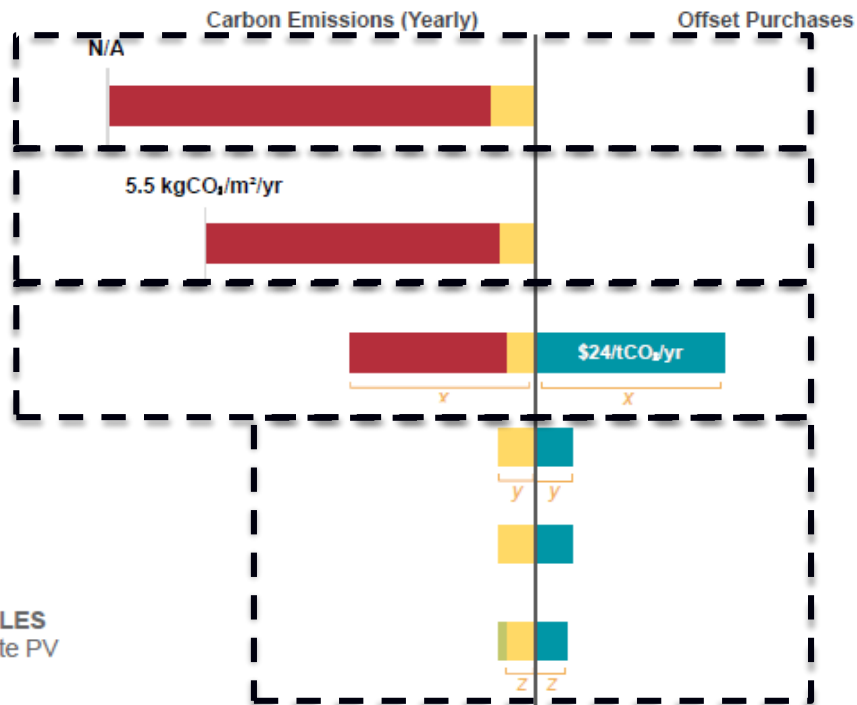 Carbon Emissions (Yearly) Offset Purchases
N/A
5.5 kgCO₂/m²/yr
$24/tCO₂/yr
x x
y y
LES
te PV
z z